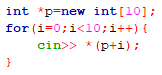 int *p=new int[10];
for(i=0;i<10;i++){
cin>> *(p+i);
}